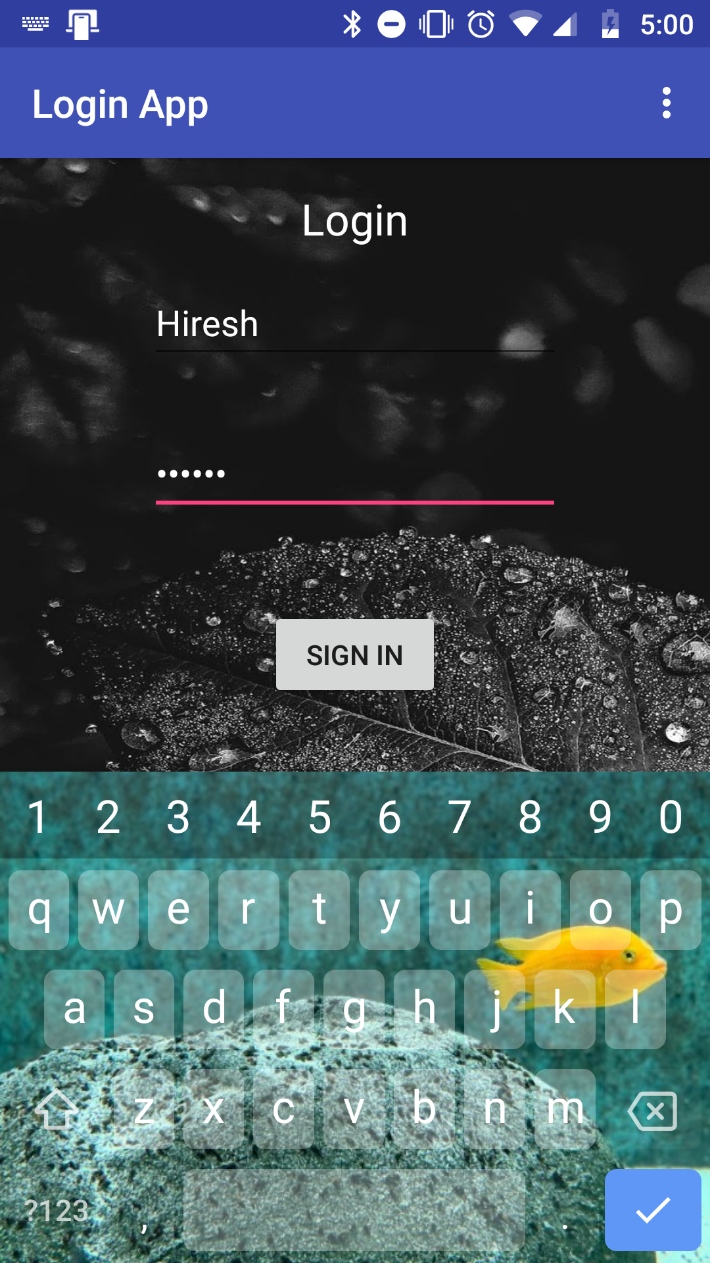 5:00
Login App
Login
Hiresh
••••••
SIGN IN
1 2 3 4 5 6 7 8 9 0
q w e r t y u i o p
a s d f g h j k l
z x c v b n m
?123 , .